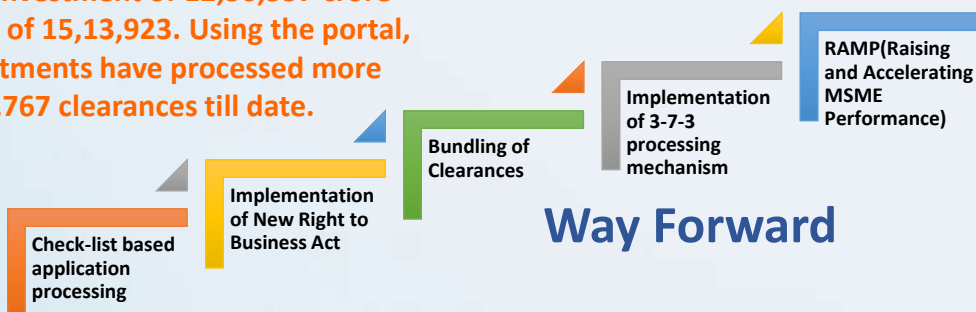 of 15,13,923. Using the portal,
tments have processed more
767 clearances till date.
RAMP(Raising
and Accelerating
MSME
Performance)
Implementation
of 3-7-3
processing
mechanism
Bundling of
Clearances
Implementation
of New Right to
Business Act
Check-list based
application
processing
Way Forward